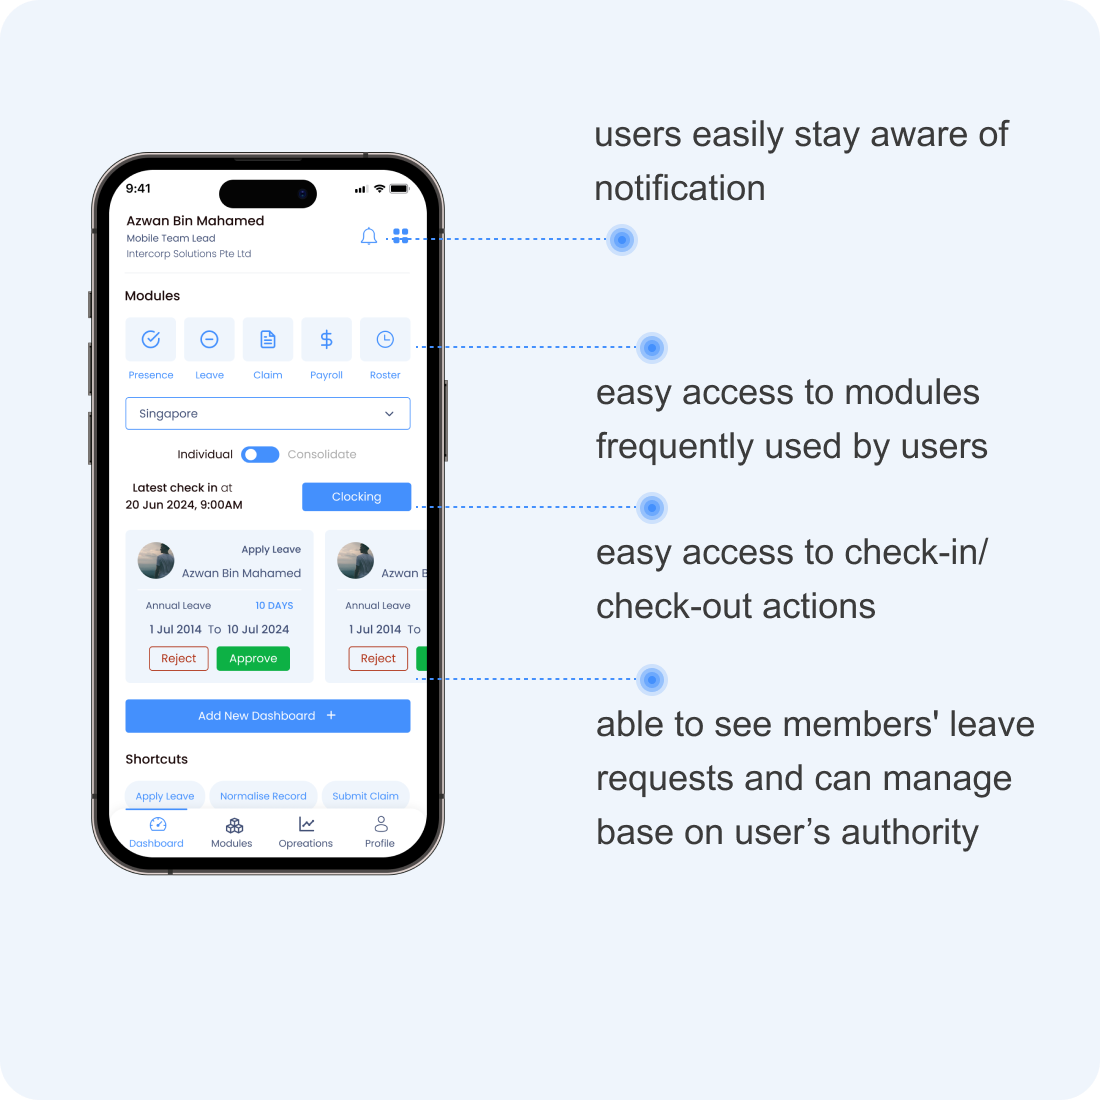 users easily stay aware of
notification
9:41
Azwan Bin Mahamed
Mobile Team Lead
Intercorp Solutions Pte Ltd
Modules
Presence Leave Claim Payroll Roster
easy access to modules
frequently used by users
Singapore
Individual Consolidate
Latest check in at
20 Jun 2024, 9:00AM
Clocking
easy access to check-in/
check-out actions
Apply Leave
Azwan Bin Mahamed
Annual Leave 10 DAYS
1 Jul 2014 To 10 Jul 2024
Reject Approve
Azwan B
Annual Leave
1 Jul 2014 To
Reject
able to see members' leave
requests and can manage
base on user’s authority
Add New Dashboard +
Shortcuts
Apply Leave Normalise Record Submit Claim
Dashboard Modules Opreations Profile